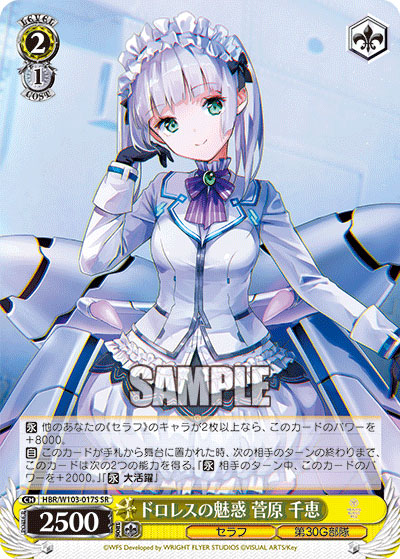 LEVEL
2
1
COST
SAMPLE
永 他のあなたの《セラフ》のキャラが2枚以上なら、このカードのパワーを
+8000。
自 このカードが手札から舞台に置かれた時、次の相手のターンの終わりまで、
このカードは次の2つの能力を得る。『永 相手のターン中、このカードのパワー
を+2000。』『永 大活躍』
CH HBR/W103-017S SR
2500
ドロレスの魅惑 菅原 千恵
セラフ
第30G部隊
©WFS Developed by WRIGHT FLYER STUDIOS ©VISUAL ARTS/Key